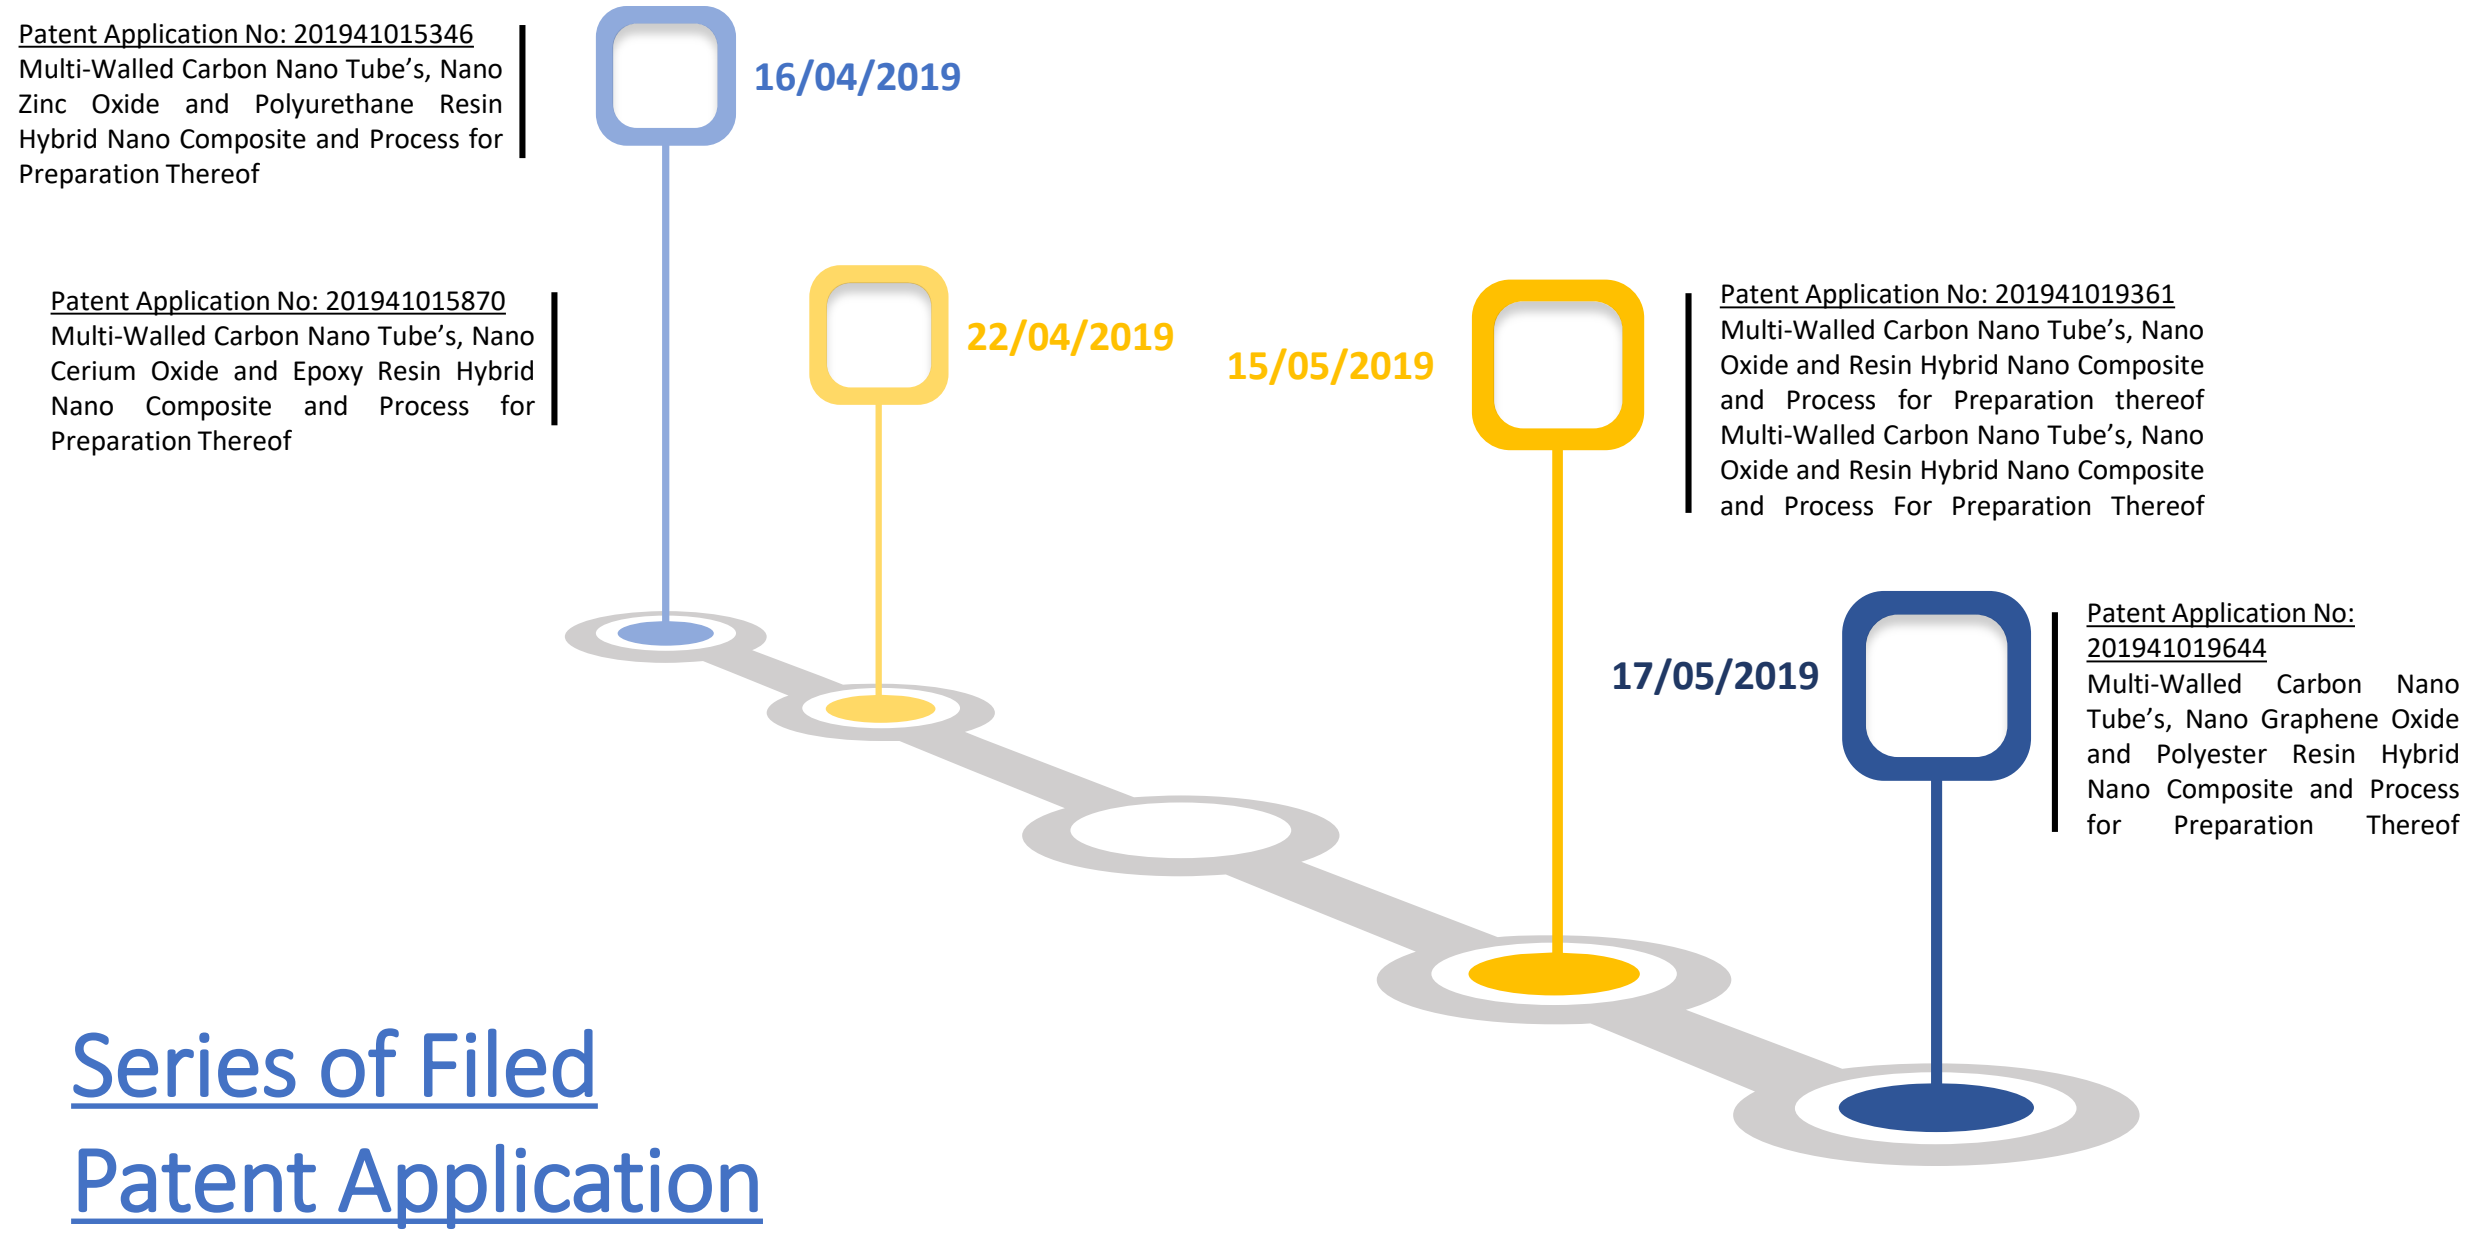 Patent Application No: 201941015346
Multi-Walled Carbon Nano Tube’s, Nano
Zinc Oxide and Polyurethane Resin
Hybrid Nano Composite and Process for
Preparation Thereof
16/04/2019
Patent Application No: 201941015870
Multi-Walled Carbon Nano Tube’s, Nano
Cerium Oxide and Epoxy Resin Hybrid
Nano Composite and Process for
Preparation Thereof
22/04/2019
15/05/2019
Patent Application No: 201941019361
Multi-Walled Carbon Nano Tube’s, Nano
Oxide and Resin Hybrid Nano Composite
and Process for Preparation thereof
Multi-Walled Carbon Nano Tube’s, Nano
Oxide and Resin Hybrid Nano Composite
and Process For Preparation Thereof
17/05/2019
Patent Application No:
201941019644
Multi-Walled Carbon Nano
Tube’s, Nano Graphene Oxide
and Polyester Resin Hybrid
Nano Composite and Process
for Preparation Thereof
Series of Filed
Patent Application